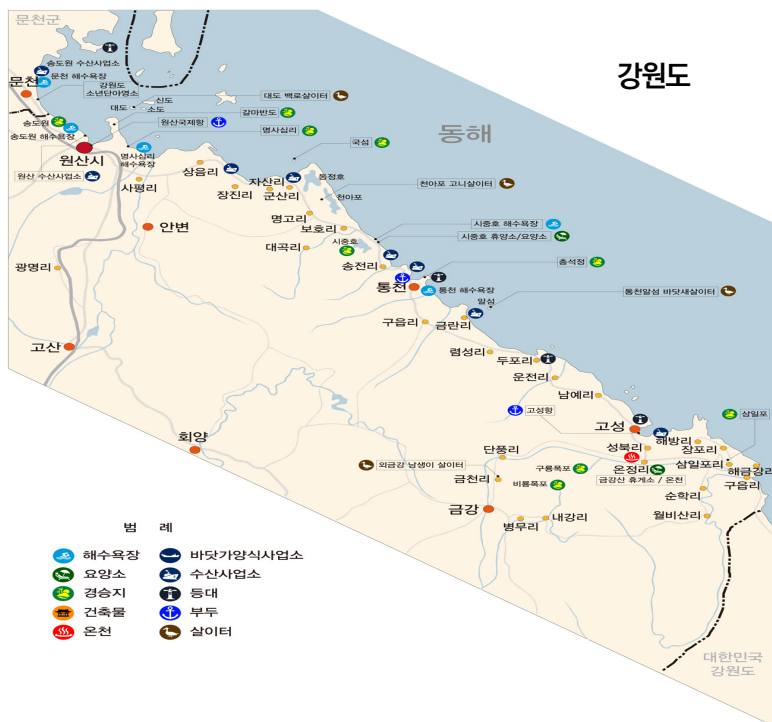 문천군
강원도
송도원 수산사업소
문천 해수욕장
문천
강원도
소년단야영소
신도
대도
소도
대도 백로살이터
갈마반도
송도원
송도원 해수욕장
원산국제항
명사십리
동해
국섬
원산시
명사십리
해수욕장
원산 수산사업소
사평리
상음리
자산리
동정호
장진리
군산리
천아포
천아포 고니살이터
명고리
안변
보호리
시중호 해수욕장
시중호 휴양소/요양소
대곡리
시중호
총석정
광명리
송전리
통천
통천 해수욕장
알섬
통천알섬 바닷새살이터
구읍리
금란리
고산
렴성리
두포리
운전리
남예리
고성항
고성
삼일포
회양
성북리
해방리
장포리
단풍리
외금강 낭생이 살이터
구룡폭포
온정리
삼일포리
해금강리
금천리
비룡폭포
금강산 휴게소 / 온천
구읍리
순학리
금강
병무리
내강리
월비산리
범 례
해수욕장
바닷가양식사업소
요양소
수산사업소
경승지
등대
건축물
부두
온천
살이터
대한민국
강원도